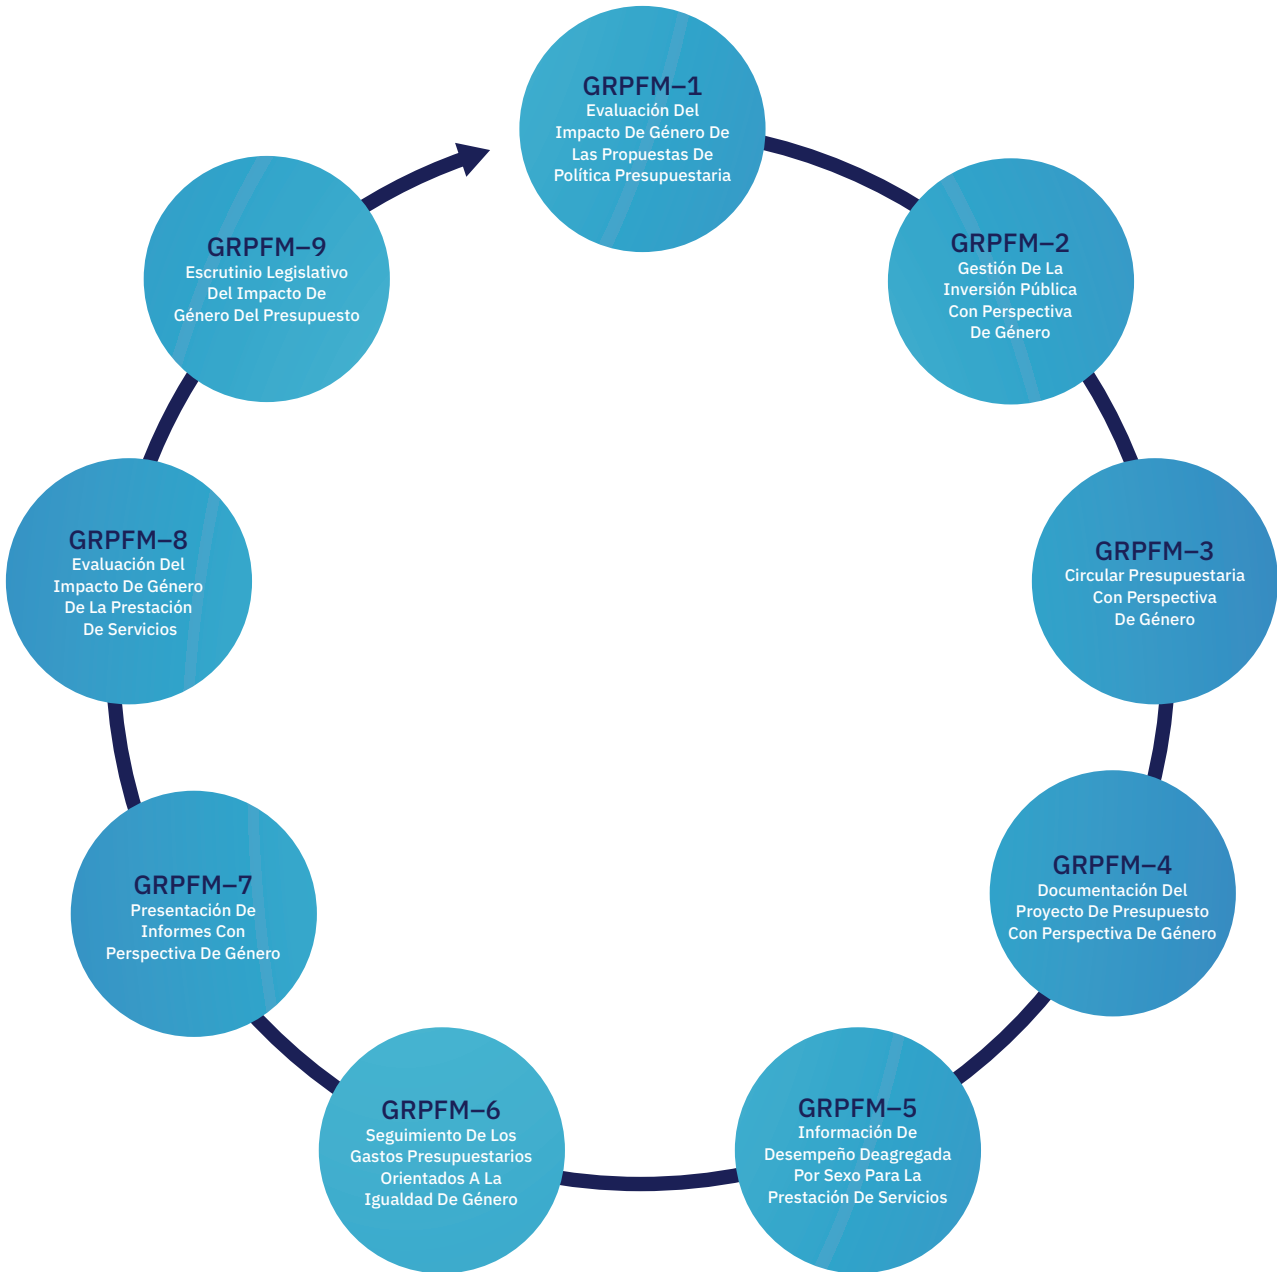 GRPFM–1
Evaluación Del
Impacto De Género De
Las Propuestas De
Política Presupuestaria
GRPFM–2
Gestión De La
Inversión Pública
Con Perspectiva
De Género
GRPFM–3
Circular Presupuestaria
Con Perspectiva
De Género
GRPFM–4
Documentación Del
Proyecto De Presupuesto
Con Perspectiva De Género
GRPFM–5
Información De
Desempeño Deagregada
Por Sexo Para La
Prestación De Servicios
GRPFM–6
Seguimiento De Los
Gastos Presupuestarios
Orientados A La
Igualdad De Género
GRPFM–7
Presentación De
Informes Con
Perspectiva De Género
GRPFM–8
Evaluación Del
Impacto De Género
De La Prestación
De Servicios
GRPFM–9
Escrutinio Legislativo
Del Impacto De
Género Del Presupuesto